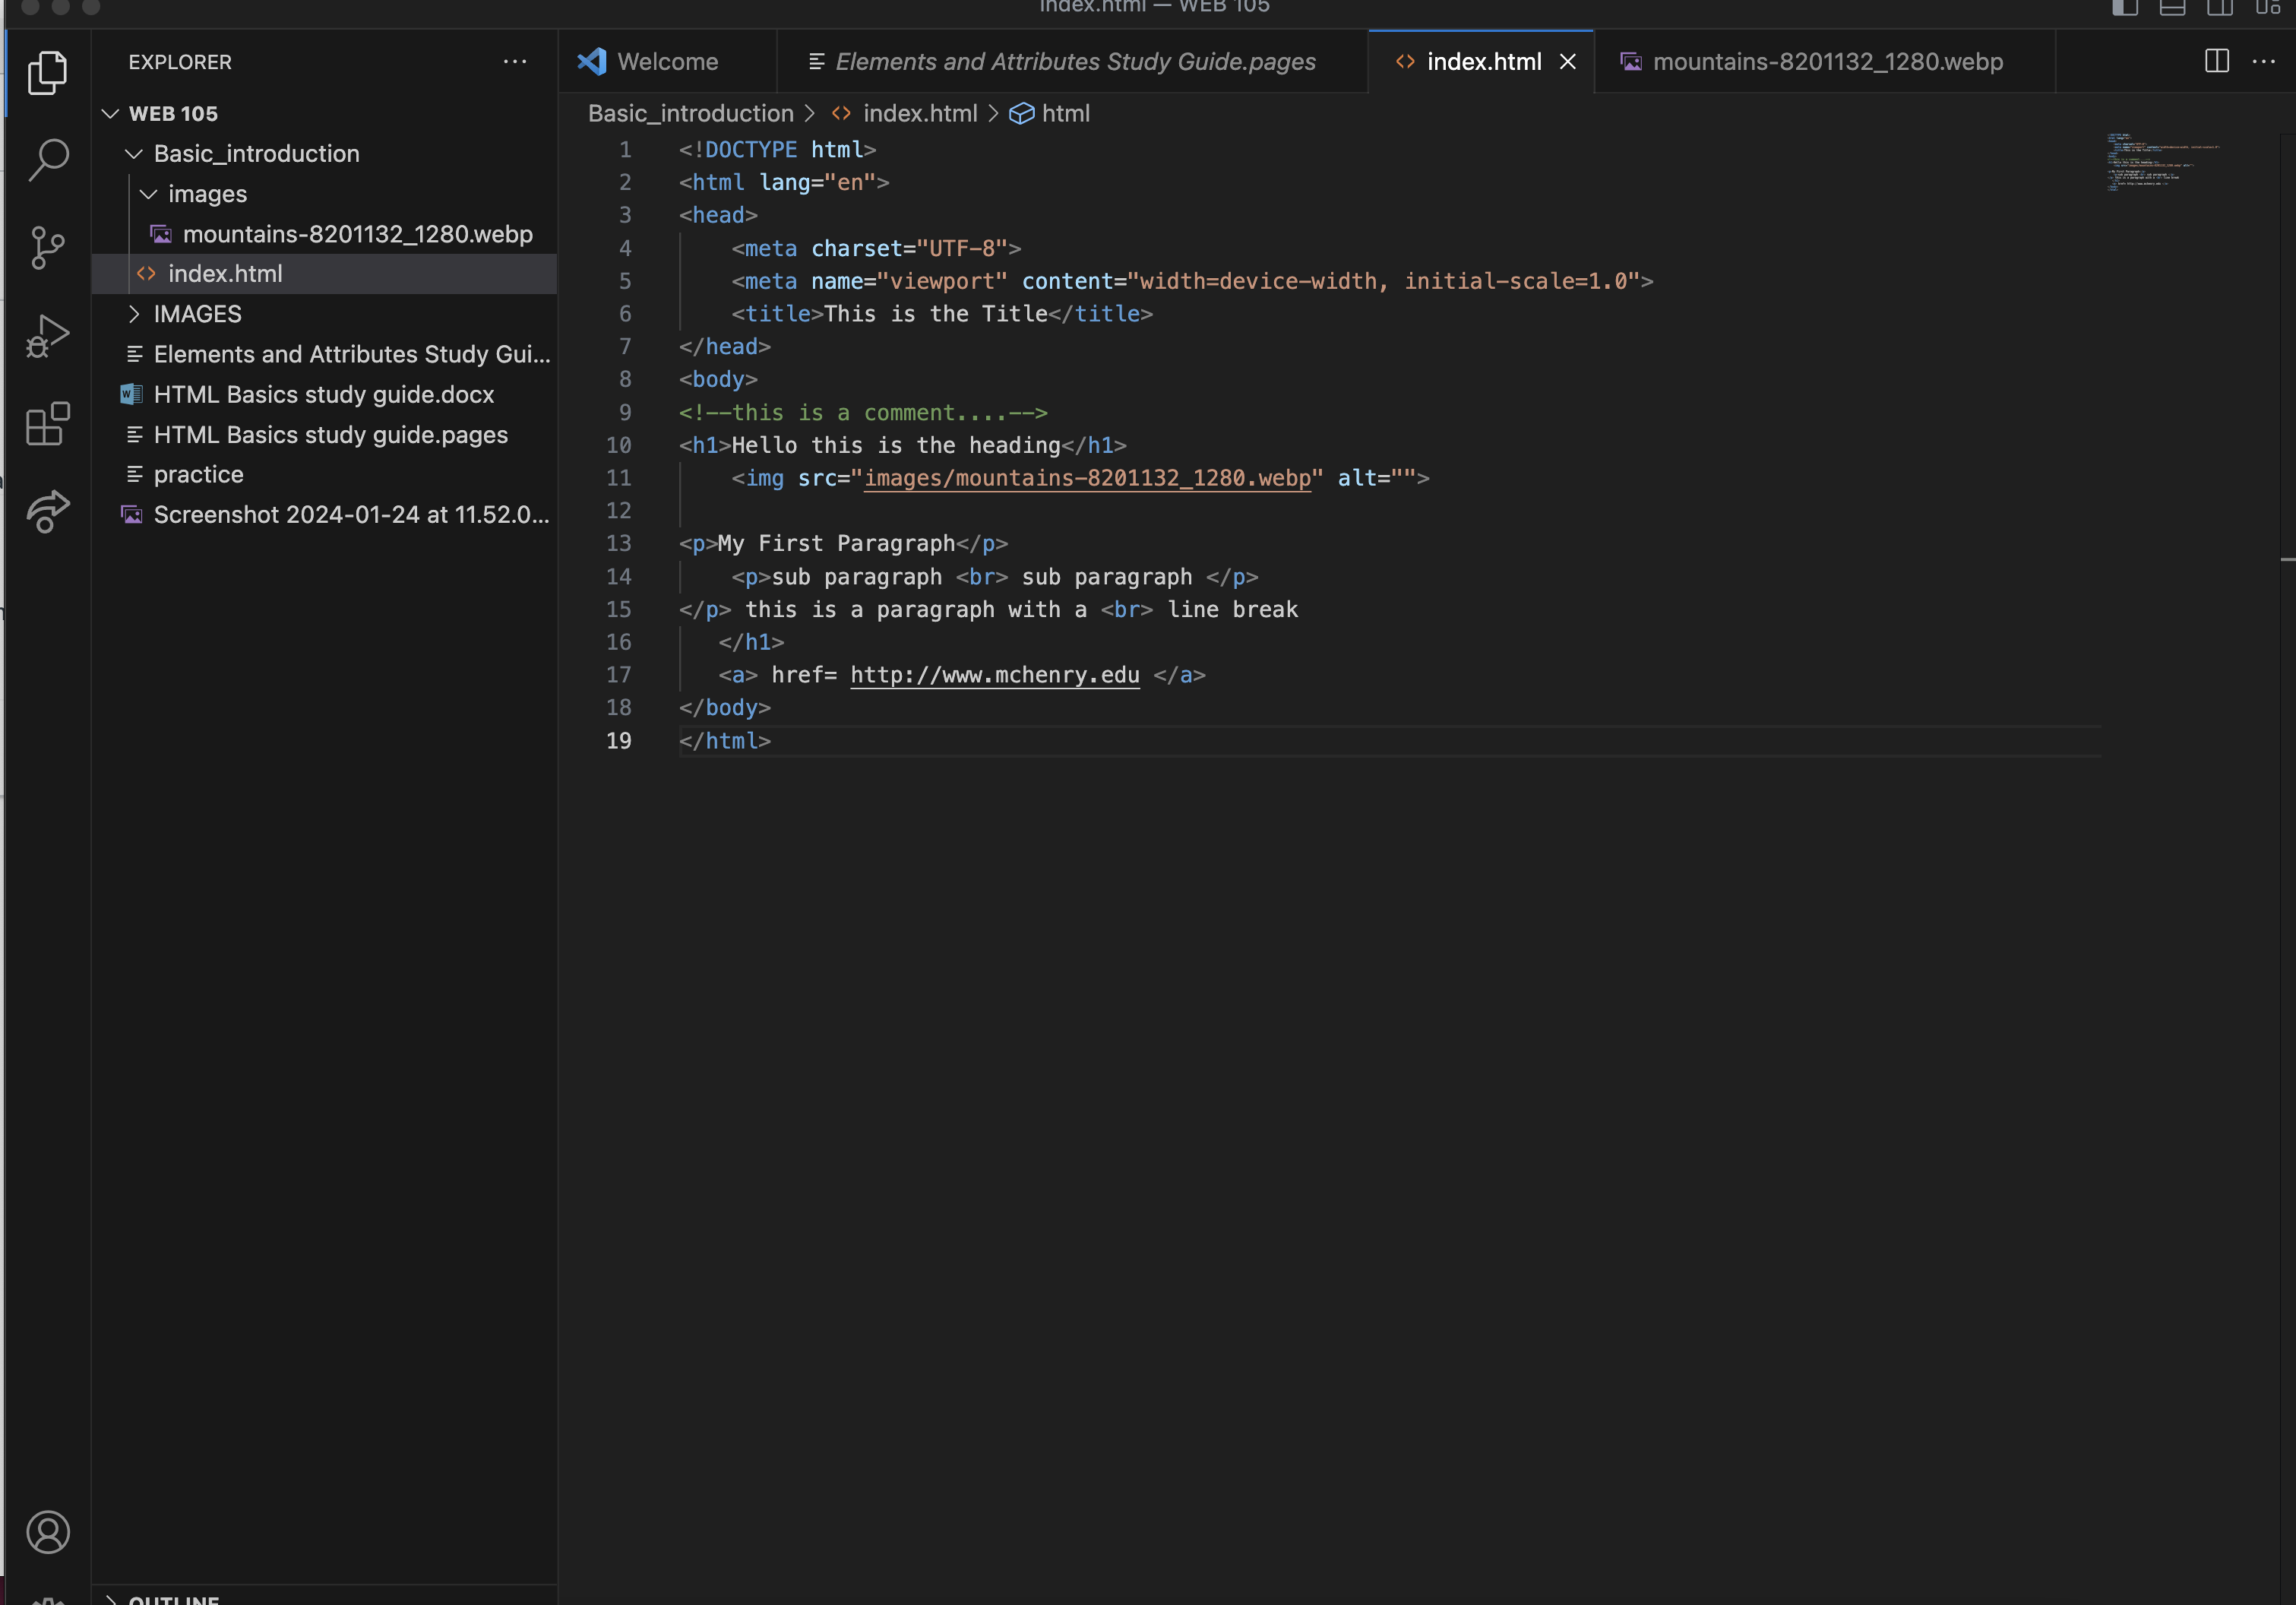 index.html — WEB 105
EXPLORER
WEB 105
Basic_introduction
images
mountains-8201132_1280.webp
index.html
IMAGES
Elements and Attributes Study Gui...
HTML Basics study guide.docx
HTML Basics study guide.pages
practice
Screenshot 2024-01-24 at 11.52.0...
OUTLINE
Welcome
Elements and Attributes Study Guide.pages
index.html
mountains-8201132_1280.webp
Basic_introduction > index.html > html
1 <!DOCTYPE html>
2 <html lang="en">
3 <head>
4 <meta charset="UTF-8">
5 <meta name="viewport" content="width=device-width, initial-scale=1.0">
6 <title>This is the Title</title>
7 </head>
8 <body>
9 <!--this is a comment....-->
10 <h1>Hello this is the heading</h1>
11 <img src="images/mountains-8201132_1280.webp" alt="">
12
13 <p>My First Paragraph</p>
14 <p>sub paragraph <br> sub paragraph </p>
15 </p> this is a paragraph with a <br> line break
16 </h1>
17 <a> href= http://www.mchenry.edu </a>
18 </body>
19 </html>